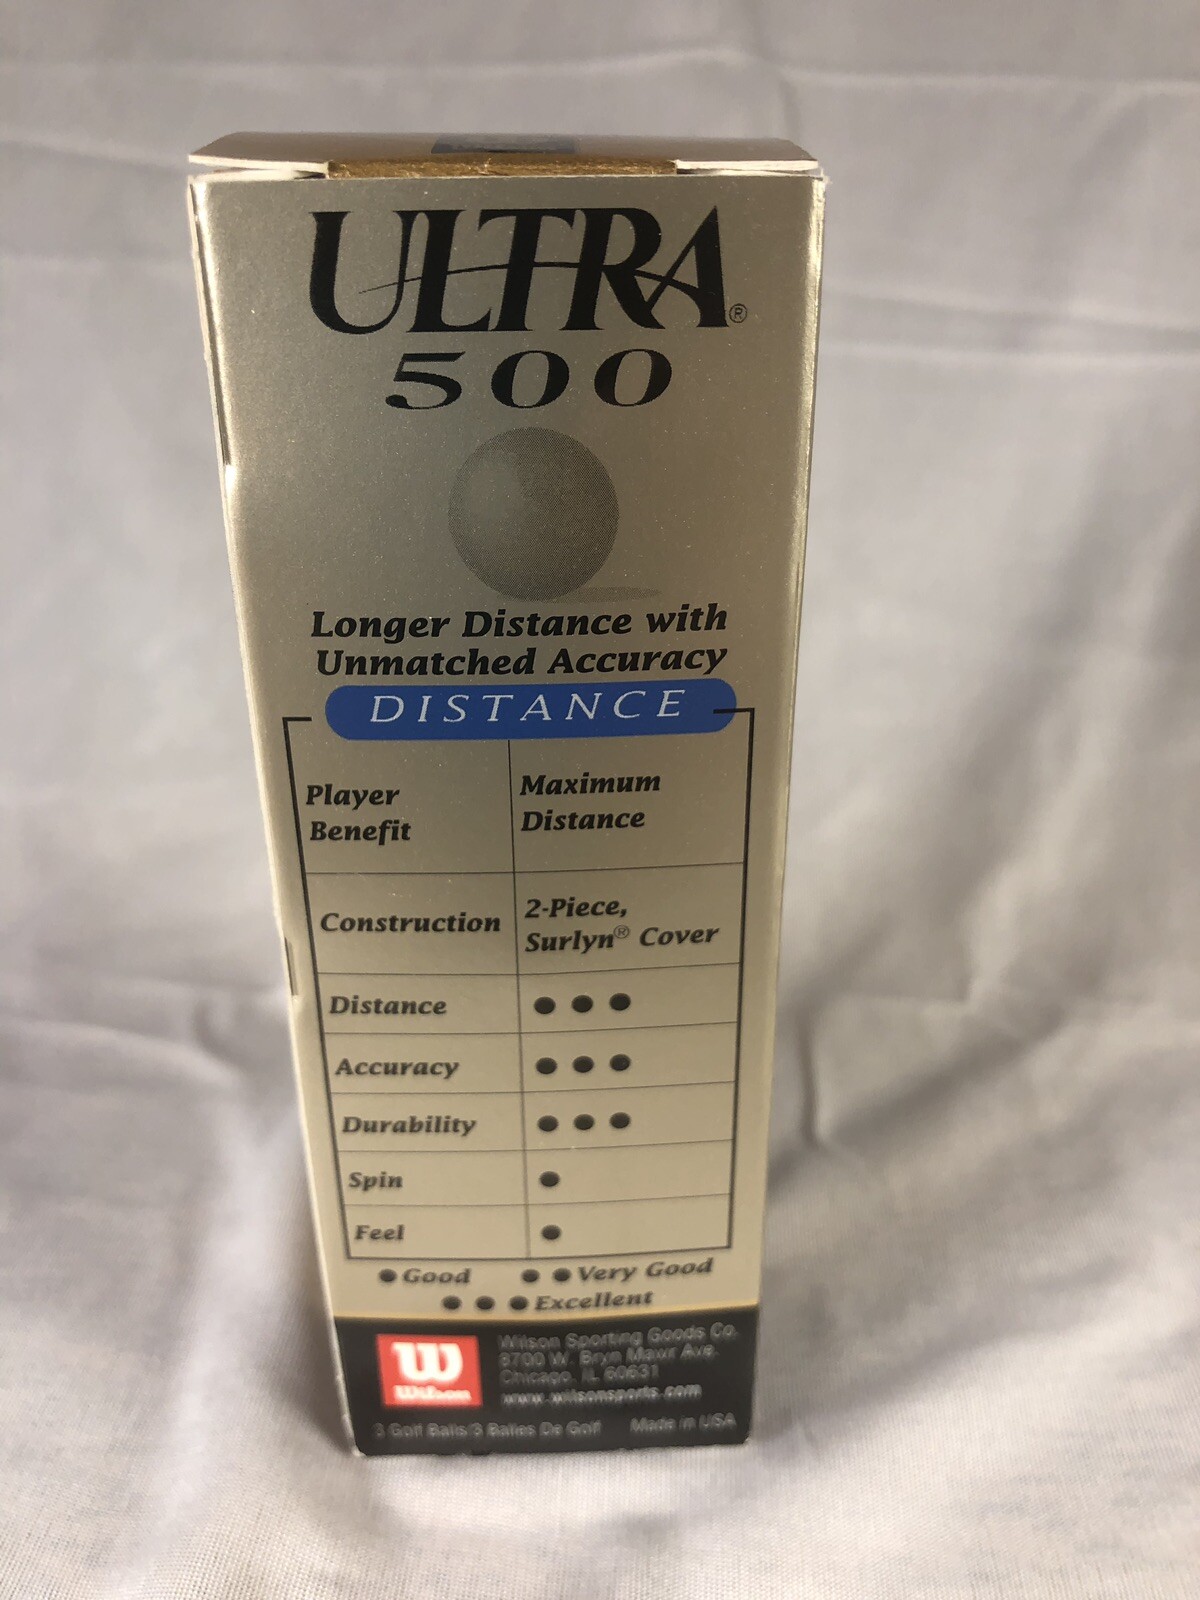 ULTRA®
500
Longer Distance with
Unmatched Accuracy
DISTANCE
Player
Benefit
Maximum
Distance
Construction
2-Piece,
Surlyn® Cover
Distance ● ● ●
Accuracy ● ● ●
Durability ● ● ●
Spin ●
Feel ●
● Good ● ● Very Good
● ● ● Excellent
W
Wilson
Wilson Sporting Goods Co.
8700 W. Bryn Mawr Ave.
Chicago, IL 60631
www.wilsonsports.com
3 Golf Balls/3 Balles De Golf Made in USA